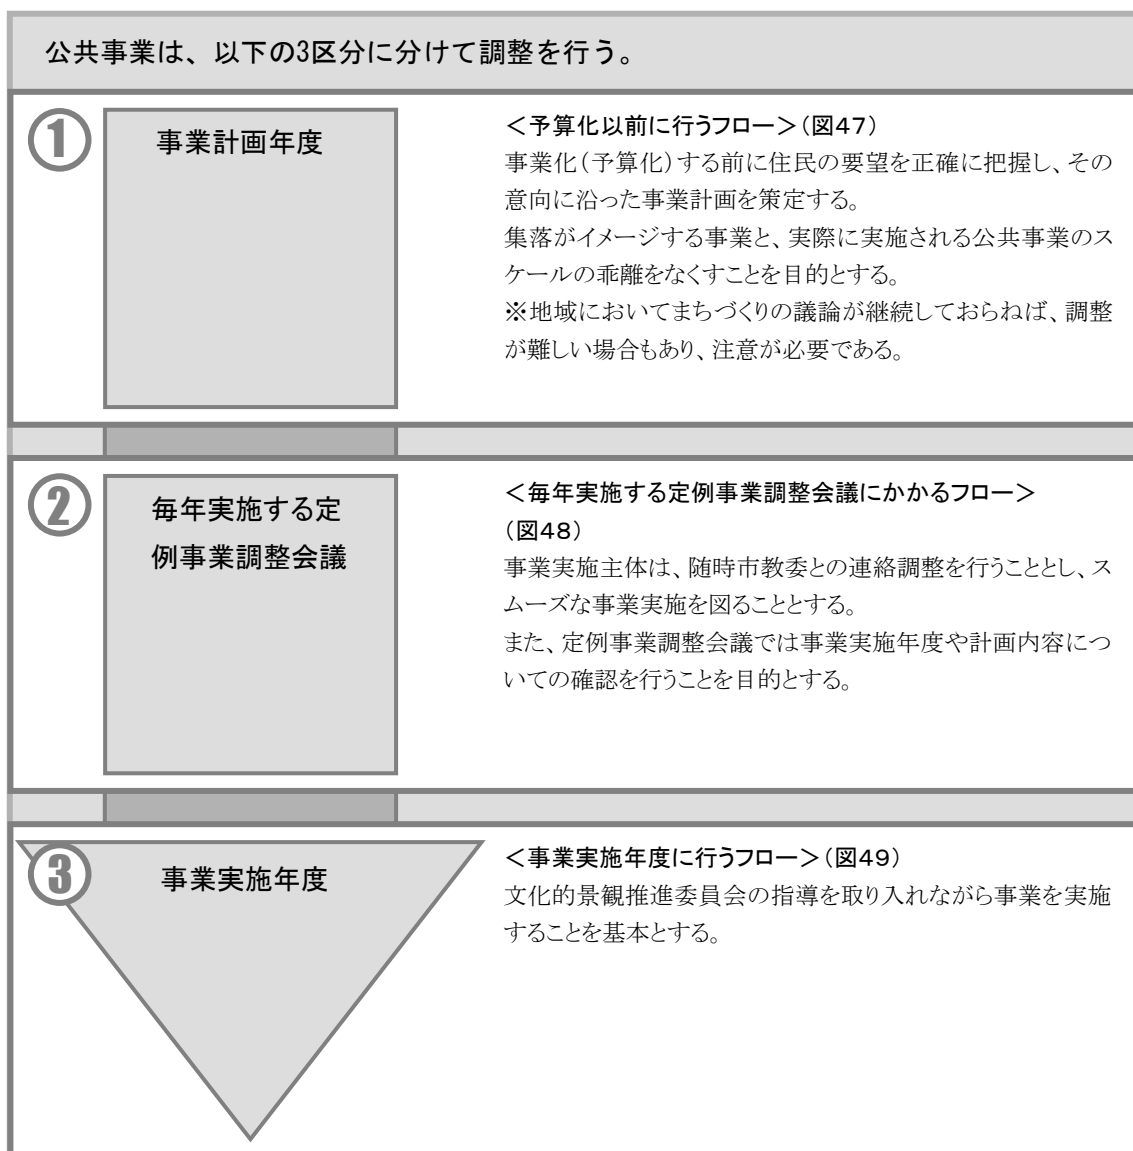 公共事業は、以下の3区分に分けて調整を行う。
①
事業計画年度
＜予算化以前に行うフロー＞（図47）
事業化（予算化）する前に住民の要望を正確に把握し、その
意向に沿った事業計画を策定する。
集落がイメージする事業と、実際に実施される公共事業のス
ケールの乖離をなくすことを目的とする。
※地域においてまちづくりの議論が継続しておらねば、調整
が難しい場合もあり、注意が必要である。
②
毎年実施する定
例事業調整会議
＜毎年実施する定例事業調整会議にかかるフロー＞
（図48）
事業実施主体は、随時市教委との連絡調整を行うこととし、ス
ムーズな事業実施を図ることとする。
また、定例事業調整会議では事業実施年度や計画内容につ
いての確認を行うことを目的とする。
③
事業実施年度
＜事業実施年度に行うフロー＞（図49）
文化的景観推進委員会の指導を取り入れながら事業を実施
することを基本とする。